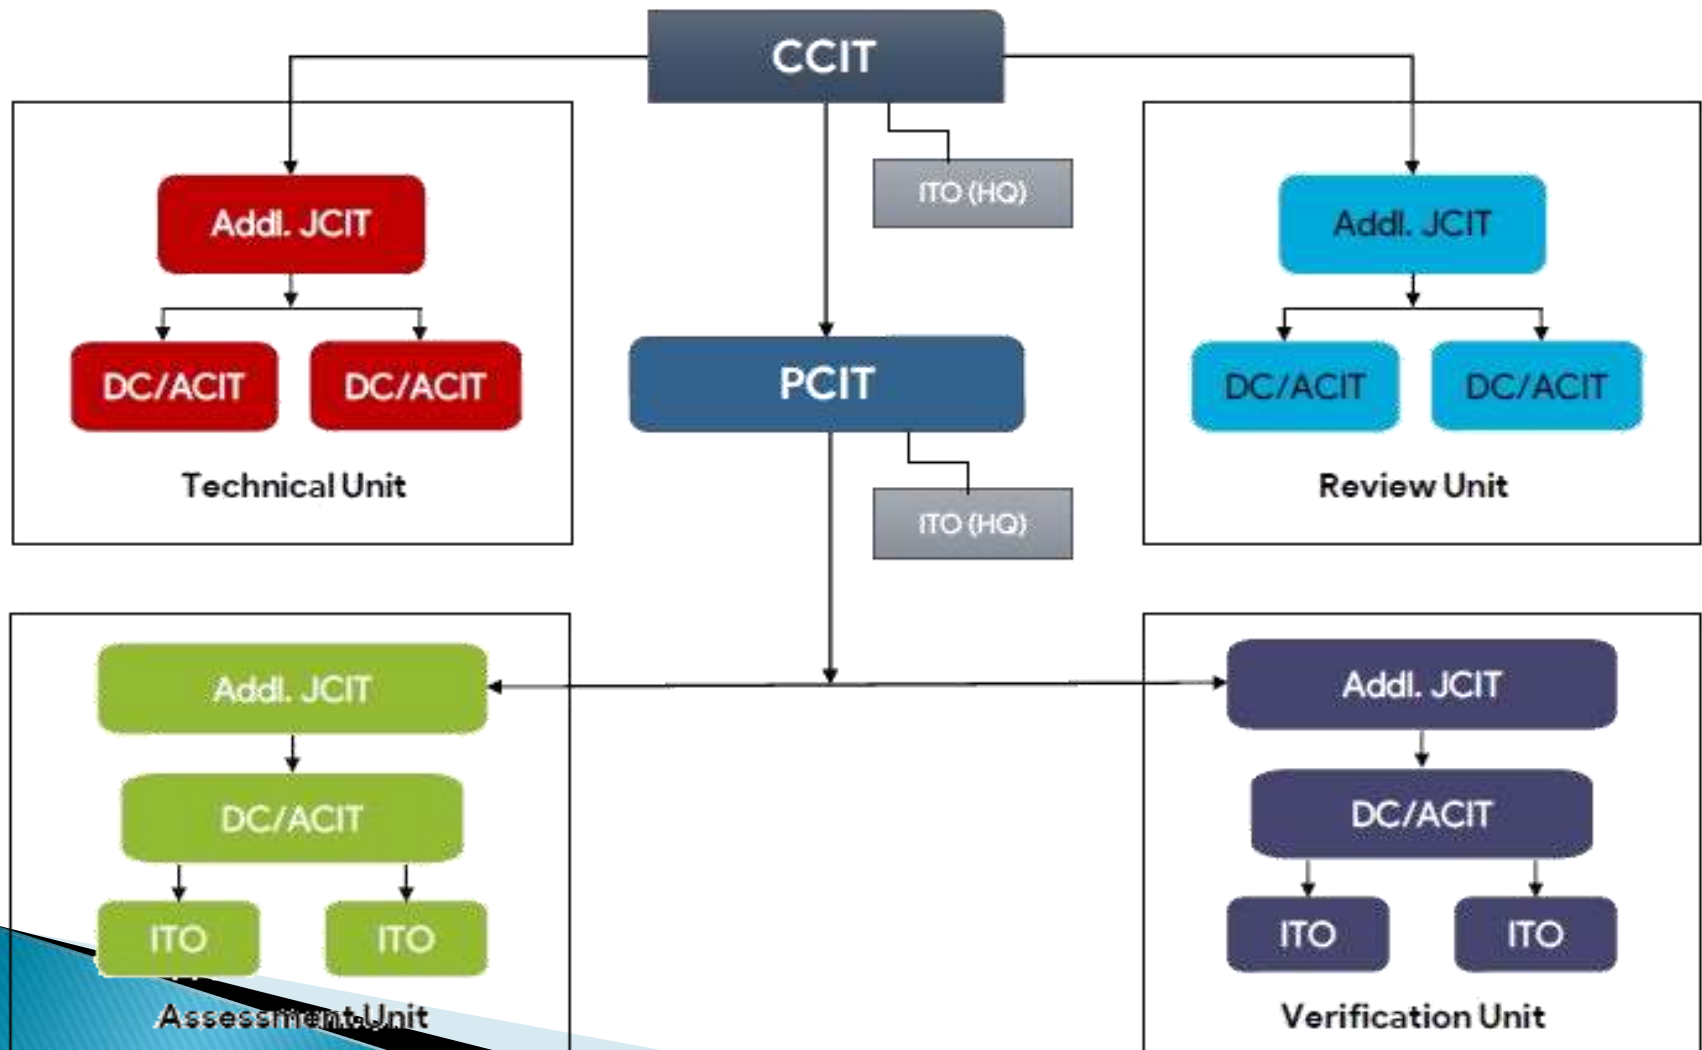 CCIT
ITO (HQ)
Addl. JCIT
Addl. JCIT
DC/ACIT
DC/ACIT
PCIT
DC/ACIT
DC/ACIT
Technical Unit
Review Unit
ITO (HQ)
Addl. JCIT
Addl. JCIT
DC/ACIT
DC/ACIT
ITO
ITO
ITO
ITO
Assessment Unit
Verification Unit